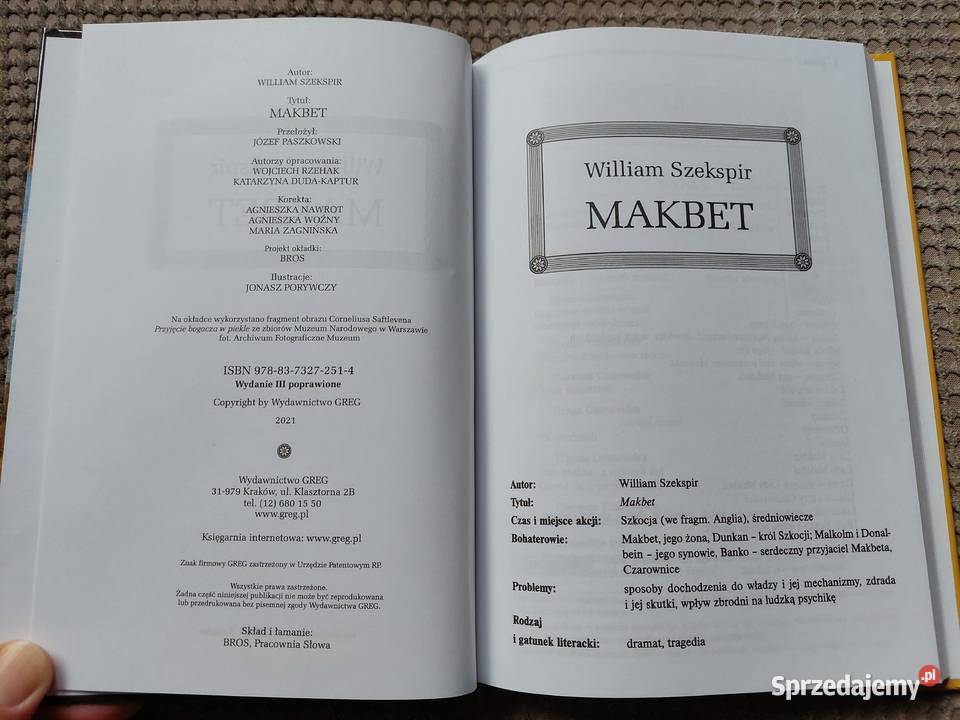 Autor:
WILLIAM SZEKSPIR
Tytuł:
MAKBET
Przełożył:
JÓZEF PASZKOWSKI
Autorzy opracowania:
WOJCIECH RZEHAK
KATARZYNA DUDA-KAPTUR
Korekta:
AGNIESZKA NAWROT
AGNIESZKA WOŹNY
MARIA ZAGNIŃSKA
Projekt okładki:
BROS
Ilustracje:
JONASZ PORYWCZY
Na okładce wykorzystano fragment obrazu Corneliusa Saftlevena
Przyjęcie bogacza w piekle ze zbiorów Muzeum Narodowego w Warszawie
fot. Archiwum Fotograficzne Muzeum
ISBN 978-83-7327-251-4
Wydanie III poprawione
Copyright by Wydawnictwo GREG
2021
Wydawnictwo GREG
31-979 Kraków, ul. Klasztorna 2B
tel. (12) 680 15 50
www.greg.pl
Księgarnia internetowa: www.greg.pl
Znak firmowy GREG zastrzeżony w Urzędzie Patentowym RP.
Wszystkie prawa zastrzeżone.
Żadna część niniejszej publikacji nie może być reprodukowana
lub przedrukowana bez pisemnej zgody Wydawnictwa GREG.
Skład i łamanie:
BROS, Pracownia Słowa
William Szekspir
MAKBET
Autor: William Szekspir
Tytuł: Makbet
Czas i miejsce akcji: Szkocja (we fragm. Anglia), średniowiecze
Bohaterowie: Makbet, jego żona, Dunkan – król Szkocji; Malkolm i Donal-
bein – jego synowie, Banko – serdeczny przyjaciel Makbeta,
Czarownice
Problemy: sposoby dochodzenia do władzy i jej mechanizmy, zdrada
i jej skutki, wpływ zbrodni na ludzką psychikę
Rodzaj
i gatunek literacki: dramat, tragedia
Sprzedajemy.pl